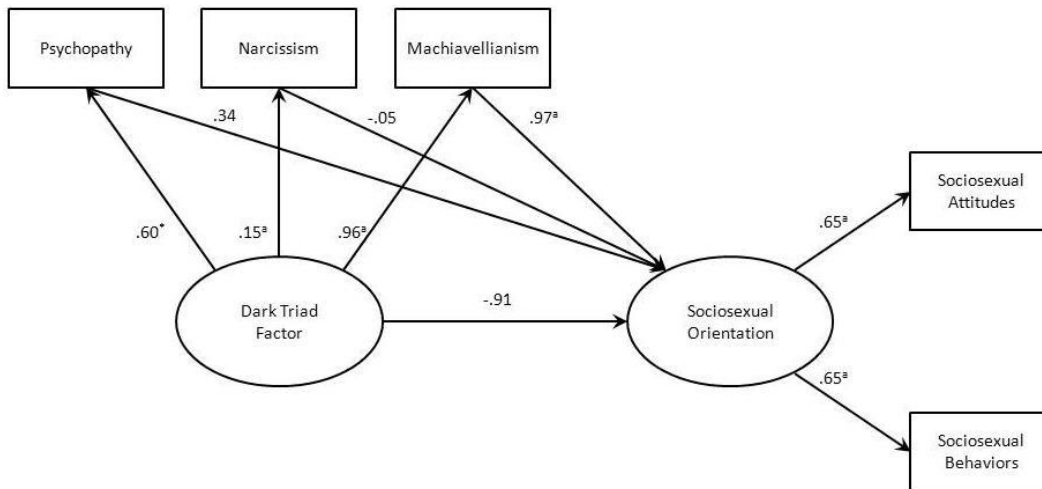 Psychopathy
Narcissism
Machiavellianism
.34
-.05
.97ª
.60*
.15ª
.96ª
Dark Triad
Factor
-.91
Sociosexual
Orientation
.65ª
Sociosexual
Attitudes
.65ª
Sociosexual
Behaviors